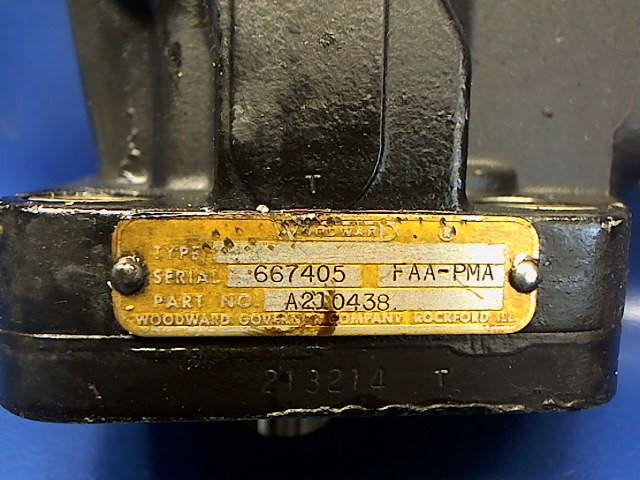 T
WOODWARD
TYPE
SERIAL 667405 FAA-PMA
PART NO. A210438
WOODWARD GOVERNOR COMPANY ROCKFORD ILL
213214 T